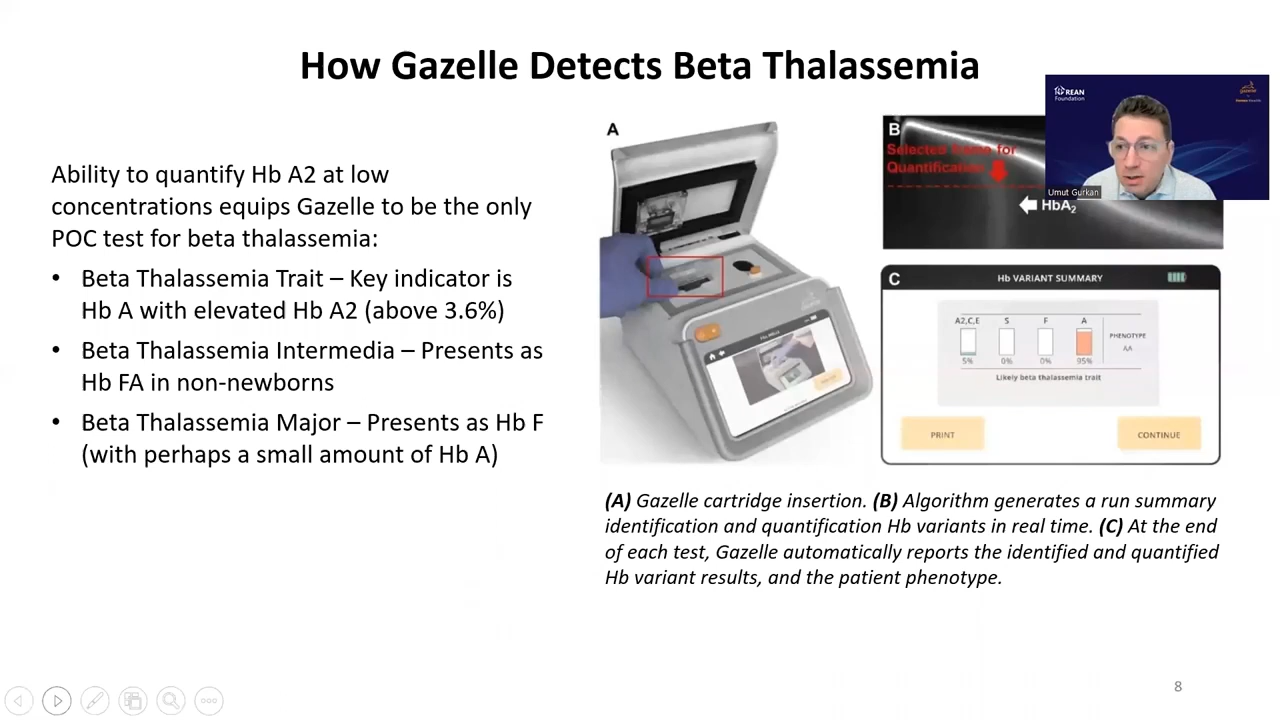 How Gazelle Detects Beta Thalassemia
Ability to quantify Hb A2 at low
concentrations equips Gazelle to be the only
POC test for beta thalassemia:
• Beta Thalassemia Trait – Key indicator is
Hb A with elevated Hb A2 (above 3.6%)
• Beta Thalassemia Intermedia – Presents as
Hb FA in non-newborns
• Beta Thalassemia Major – Presents as Hb F
(with perhaps a small amount of Hb A)
A
B
Selected frame for
Quantification
HbA2
REAN
Foundation
gazelle
Umut Gurkan
C
Hb VARIANT SUMMARY
A2,C,E S F A
5% 0% 0% 95%
PHENOTYPE
AA
Likely beta thalassemia trait
PRINT
CONTINUE
(A) Gazelle cartridge insertion. (B) Algorithm generates a run summary
identification and quantification Hb variants in real time. (C) At the end
of each test, Gazelle automatically reports the identified and quantified
Hb variant results, and the patient phenotype.
8